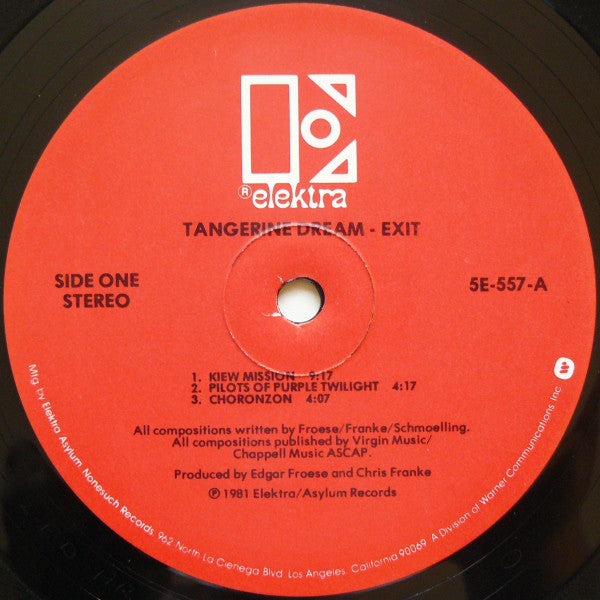 ® elektra
TANGERINE DREAM - EXIT
SIDE ONE
STEREO
5E-557-A
1. KIEW MISSION 9:17
2. PILOTS OF PURPLE TWILIGHT 4:17
3. CHORONZON 4:07
All compositions written by Froese/Franke/Schmoelling.
All compositions published by Virgin Music/
Chappell Music ASCAP.
Produced by Edgar Froese and Chris Franke
℗ 1981 Elektra/Asylum Records
Mfg. by Elektra Asylum, Nonesuch Records, 962 North La Cienega Blvd. Los Angeles, California 90069. A Division of Warner Communications Inc.